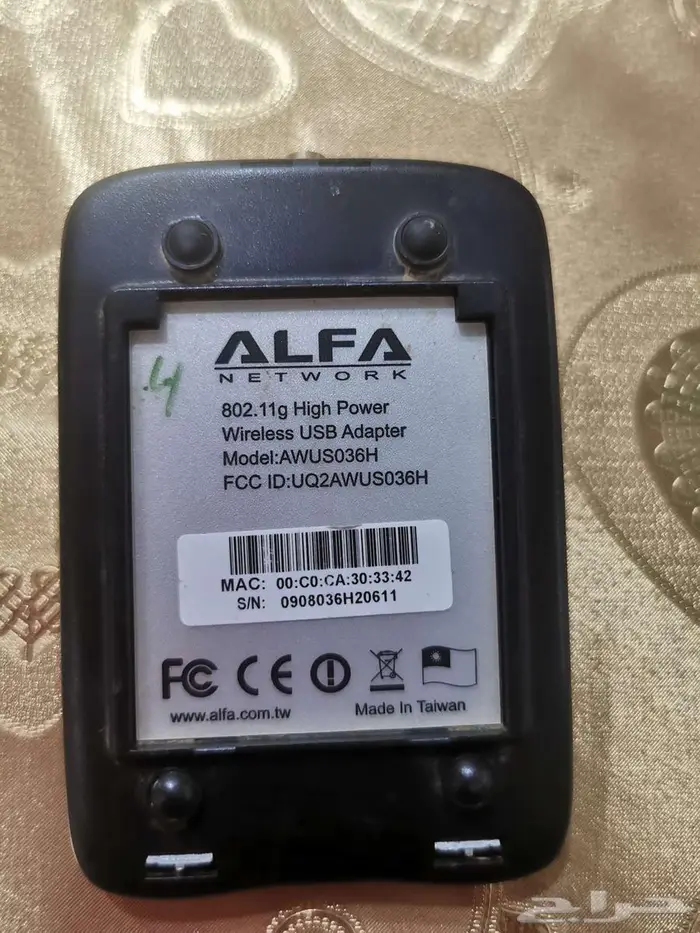 ALFA
NETWORK
.4
802.11g High Power
Wireless USB Adapter
Model:AWUS036H
FCC ID:UQ2AWUS036H
MAC: 00:C0:CA:30:33:42
S/N: 0908036H20611
FC CE
www.alfa.com.tw
Made In Taiwan
حراج